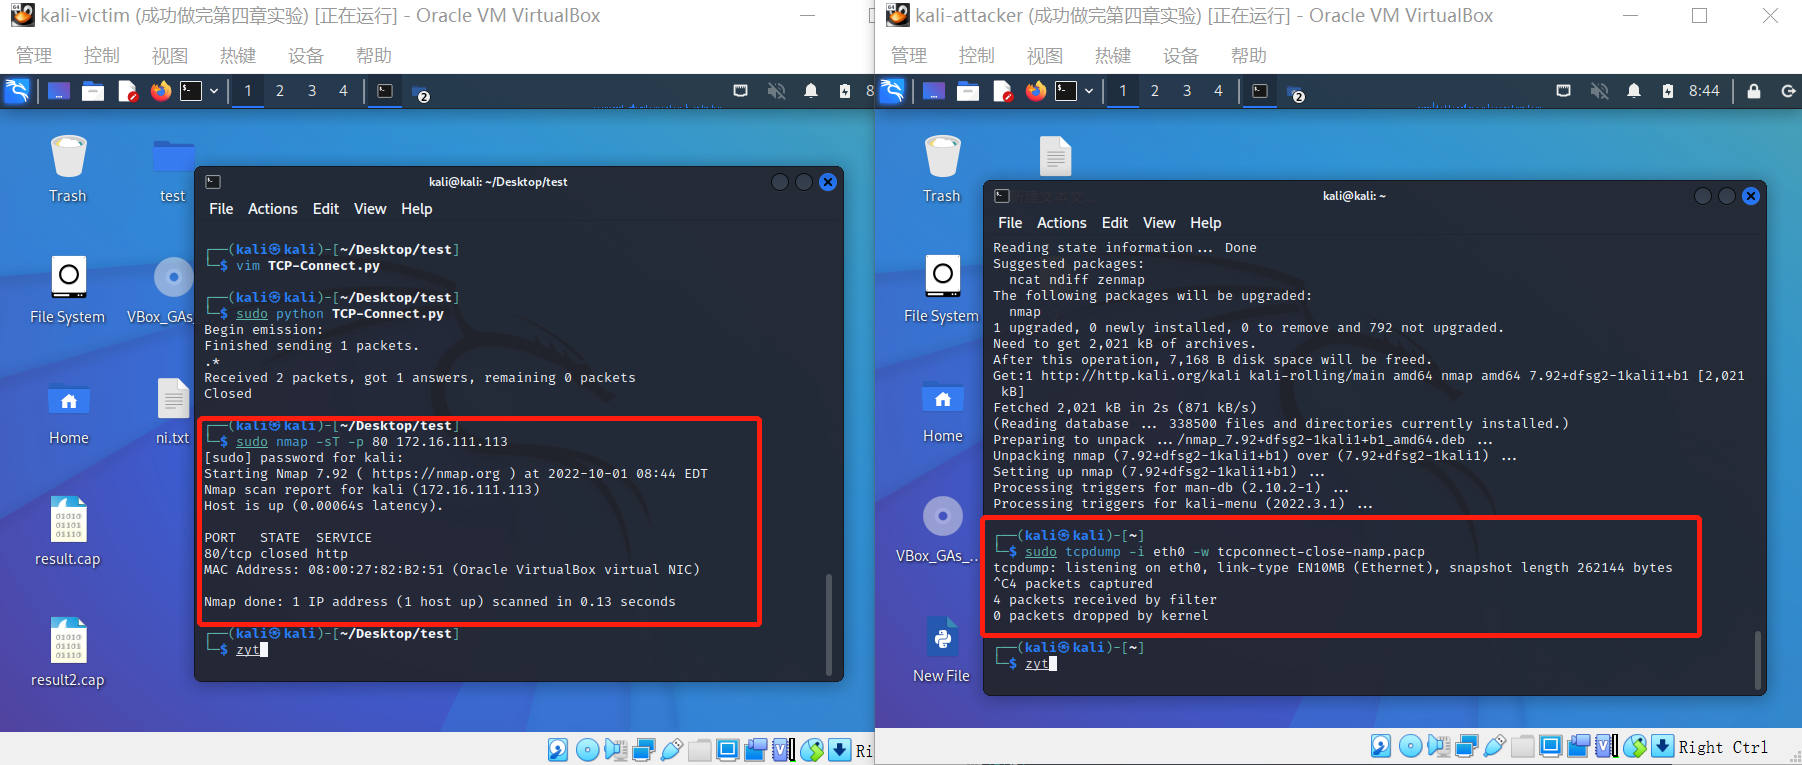 kali-victim (成功做完第四章实验) [正在运行] - Oracle VM VirtualBox
管理 控制 视图 热键 设备 帮助
1 2 3 4
2
8
Trash
test
File System
VBox_GAs_
Home
ni.txt
result.cap
result2.cap
kali@kali: ~/Desktop/test
File Actions Edit View Help
┌──(kali㉿kali)-[~/Desktop/test]
└─$ vim TCP-Connect.py
┌──(kali㉿kali)-[~/Desktop/test]
└─$ sudo python TCP-Connect.py
Begin emission:
Finished sending 1 packets.
.*
Received 2 packets, got 1 answers, remaining 0 packets
Closed
┌──(kali㉿kali)-[~/Desktop/test]
└─$ sudo nmap -sT -p 80 172.16.111.113
[sudo] password for kali:
Starting Nmap 7.92 ( https://nmap.org ) at 2022-10-01 08:44 EDT
Nmap scan report for kali (172.16.111.113)
Host is up (0.00064s latency).
PORT STATE SERVICE
80/tcp closed http
MAC Address: 08:00:27:82:B2:51 (Oracle VirtualBox virtual NIC)
Nmap done: 1 IP address (1 host up) scanned in 0.13 seconds
┌──(kali㉿kali)-[~/Desktop/test]
└─$ zyt
Ri
kali-attacker (成功做完第四章实验) [正在运行] - Oracle VM VirtualBox
管理 控制 视图 热键 设备 帮助
1 2 3 4
2
8:44
Trash
File System
Home
VBox_GAs_...
New File
kali@kali: ~
File Actions Edit View Help
Reading state information... Done
Suggested packages:
ncat ndiff zenmap
The following packages will be upgraded:
nmap
1 upgraded, 0 newly installed, 0 to remove and 792 not upgraded.
Need to get 2,021 kB of archives.
After this operation, 7,168 B disk space will be freed.
Get:1 http://http.kali.org/kali kali-rolling/main amd64 nmap amd64 7.92+dfsg2-1kali1+b1 [2,021
kB]
Fetched 2,021 kB in 2s (871 kB/s)
(Reading database ... 338500 files and directories currently installed.)
Preparing to unpack .../nmap_7.92+dfsg2-1kali1+b1_amd64.deb ...
Unpacking nmap (7.92+dfsg2-1kali1+b1) over (7.92+dfsg2-1kali1) ...
Setting up nmap (7.92+dfsg2-1kali1+b1) ...
Processing triggers for man-db (2.10.2-1) ...
Processing triggers for kali-menu (2022.3.1) ...
┌──(kali㉿kali)-[~]
└─$ sudo tcpdump -i eth0 -w tcpconnect-close-namp.pacp
tcpdump: listening on eth0, link-type EN10MB (Ethernet), snapshot length 262144 bytes
^C4 packets captured
4 packets received by filter
0 packets dropped by kernel
┌──(kali㉿kali)-[~]
└─$ zyt
Right Ctrl